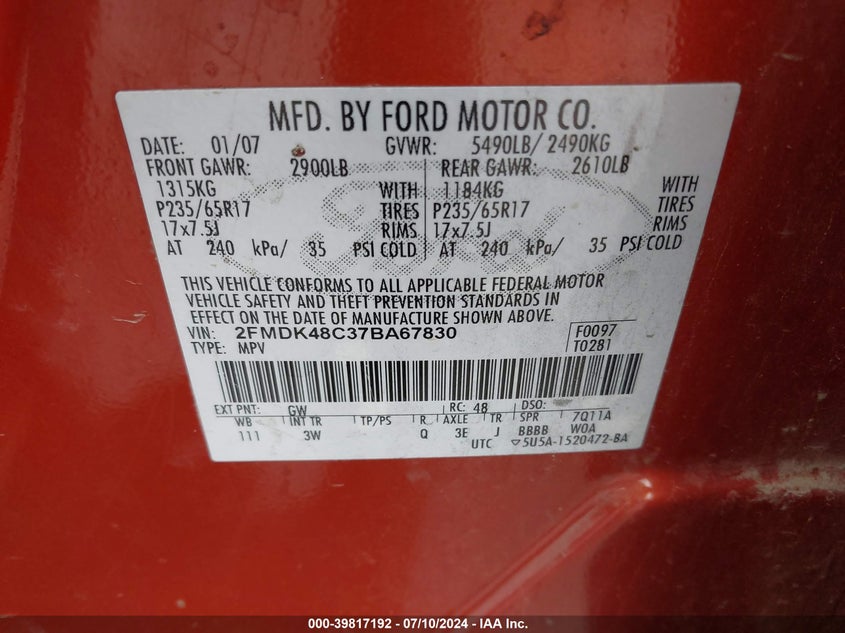 MFD. BY FORD MOTOR CO.
DATE: 01/07 GVWR: 5490LB/ 2490KG
FRONT GAWR: 2900LB REAR GAWR: 2610LB
1315KG WITH 1184KG WITH
P235/65R17 TIRES P235/65R17 TIRES
17x7.5J RIMS 17x7.5J RIMS
AT 240 kPa/ 35 PSI COLD AT 240 kPa/ 35 PSI COLD
THIS VEHICLE CONFORMS TO ALL APPLICABLE FEDERAL MOTOR
VEHICLE SAFETY AND THEFT PREVENTION STANDARDS IN
EFFECT ON THE DATE OF MANUFACTURE SHOWN ABOVE.
VIN: 2FMDK48C37BA67830 F0097
TYPE: MPV T0281
EXT PNT: GW RC: 48 DSO:
WB INT TR TP/PS R AXLE TR SPR 7Q11A
111 3W Q 3E J BBBB W0A
UTC 5U5A-1520472-BA
Ford
000-39817192 - 07/10/2024 - IAA Inc.